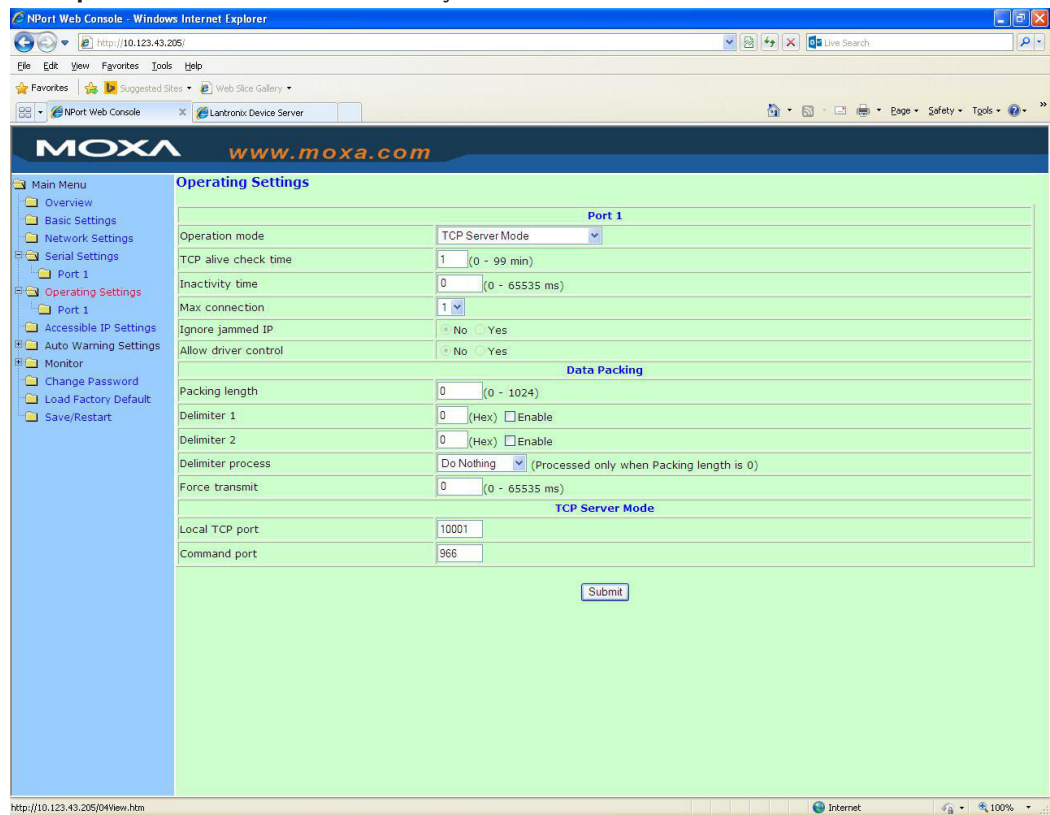 NPort Web Console - Windows Internet Explorer
http://10.123.43.205/
Live Search
File Edit View Favorites Tools Help
Favorites Suggested Sites Web Slice Gallery
NPort Web Console Lantronix Device Server Page Safety Tools »
MOXA www.moxa.com
Main Menu
Overview
Basic Settings
Network Settings
Serial Settings
Port 1
Operating Settings
Port 1
Accessible IP Settings
Auto Warning Settings
Monitor
Change Password
Load Factory Default
Save/Restart
Operating Settings
Port 1
Operation mode TCP Server Mode
TCP alive check time 1 (0 - 99 min)
Inactivity time 0 (0 - 65535 ms)
Max connection 1
Ignore jammed IP No Yes
Allow driver control No Yes
Data Packing
Packing length 0 (0 - 1024)
Delimiter 1 0 (Hex) Enable
Delimiter 2 0 (Hex) Enable
Delimiter process Do Nothing (Processed only when Packing length is 0)
Force transmit 0 (0 - 65535 ms)
TCP Server Mode
Local TCP port 10001
Command port 966
Submit
http://10.123.43.205/04View.htm Internet 100%